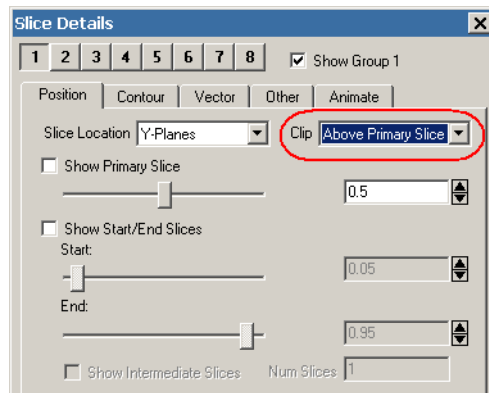 Slice Details
1 2 3 4 5 6 7 8 Show Group 1
Position Contour Vector Other Animate
Slice Location Y-Planes Clip Above Primary Slice
Show Primary Slice
0.5
Show Start/End Slices
Start:
0.05
End:
0.95
Show Intermediate Slices Num Slices 1